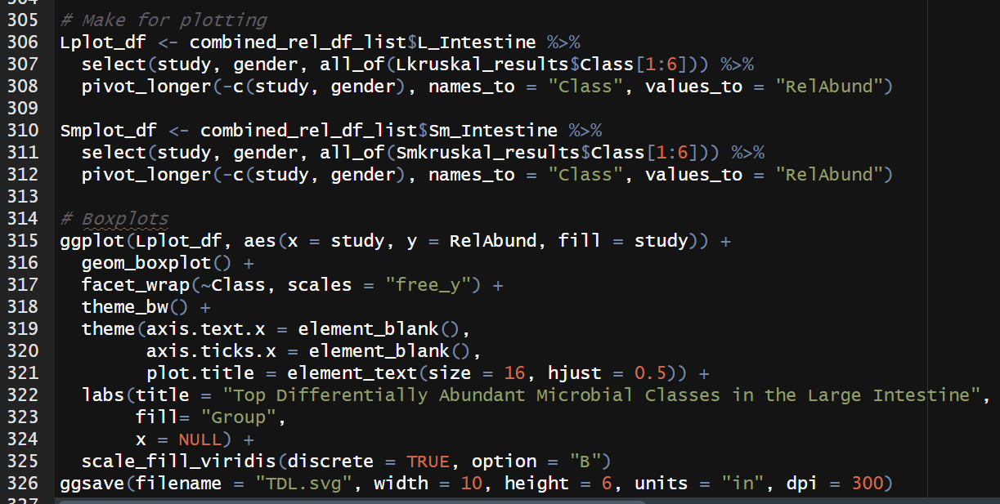 305 # Make for plotting
306 Lplot_df <- combined_rel_df_list$L_Intestine %>%
307   select(study, gender, all_of(Lkruskal_results$Class[1:6])) %>%
308   pivot_longer(-c(study, gender), names_to = "Class", values_to = "RelAbund")
309
310 Smplot_df <- combined_rel_df_list$Sm_Intestine %>%
311   select(study, gender, all_of(Smkruskal_results$Class[1:6])) %>%
312   pivot_longer(-c(study, gender), names_to = "Class", values_to = "RelAbund")
313
314 # Boxplots
315 ggplot(Lplot_df, aes(x = study, y = RelAbund, fill = study)) +
316   geom_boxplot() +
317   facet_wrap(~Class, scales = "free_y") +
318   theme_bw() +
319   theme(axis.text.x = element_blank(),
320         axis.ticks.x = element_blank(),
321         plot.title = element_text(size = 16, hjust = 0.5)) +
322   labs(title = "Top Differentially Abundant Microbial Classes in the Large Intestine",
323        fill= "Group",
324        x = NULL) +
325   scale_fill_viridis(discrete = TRUE, option = "B")
326 ggsave(filename = "TDL.svg", width = 10, height = 6, units = "in", dpi = 300)